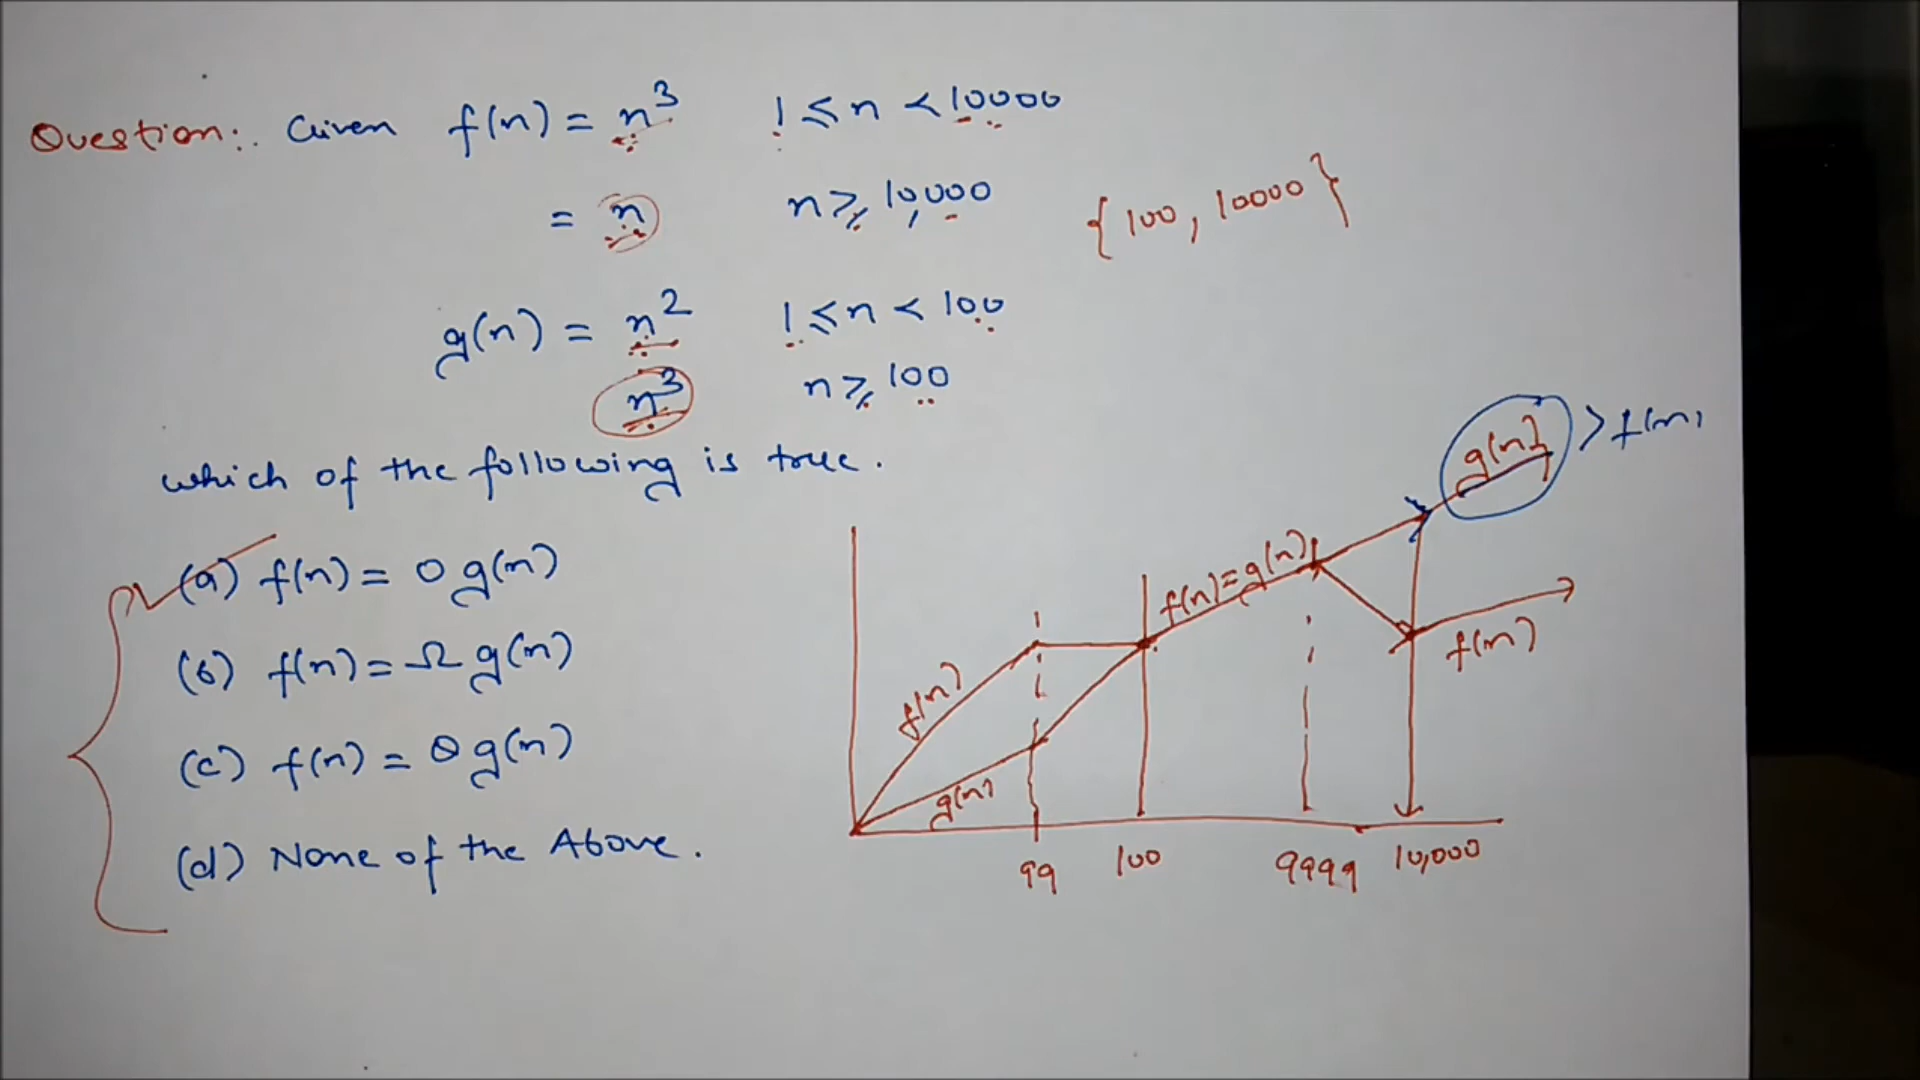 Question:. Given f(n) = n³ 1 ≤ n < 10000
= n n ≥ 10,000
{100, 10000}
g(n) = n² 1 ≤ n < 100
n³ n ≥ 100
which of the following is true.
(a) f(n) = O g(n)
(b) f(n) = Ω g(n)
(c) f(n) = θ g(n)
(d) None of the Above.
g(n) > f(n)
f(n) = g(n)
f(n)
f(n)
g(n)
99 100 9999 10,000